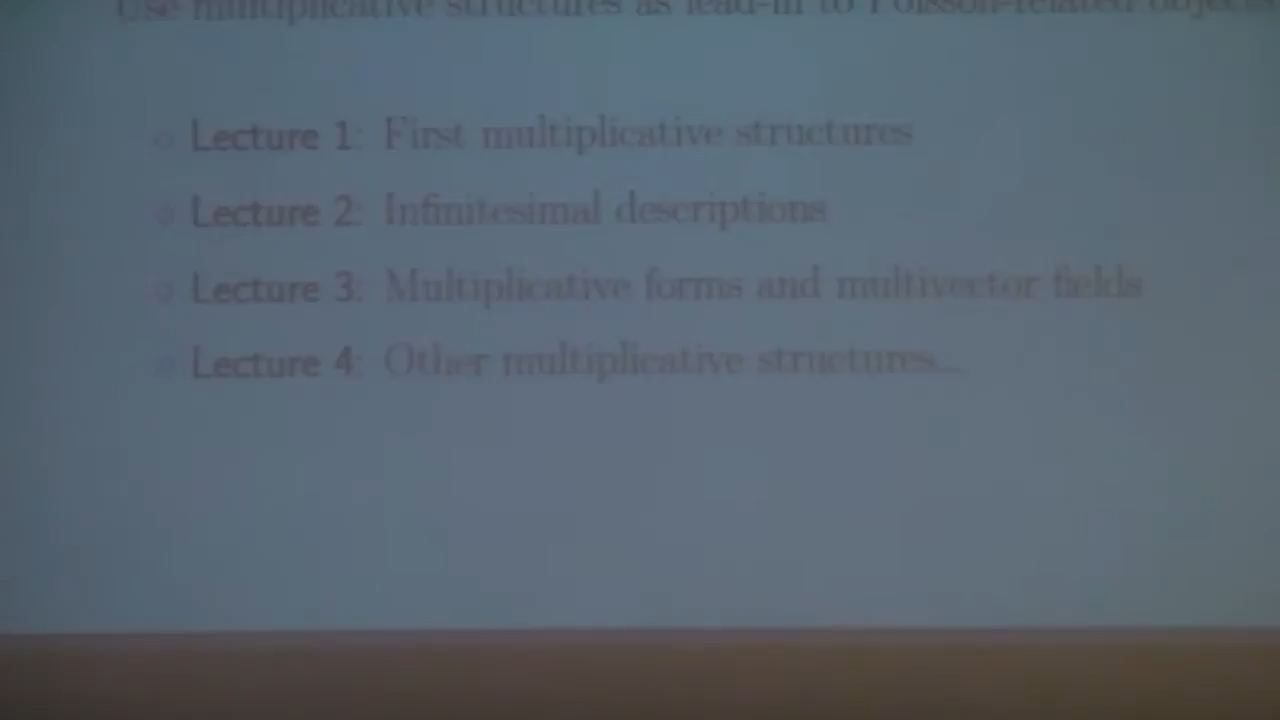 Use multiplicative structures as lead-in to Poisson-related objects
Lecture 1: First multiplicative structures
Lecture 2: Infinitesimal descriptions
Lecture 3: Multiplicative forms and multivector fields
Lecture 4: Other multiplicative structures...